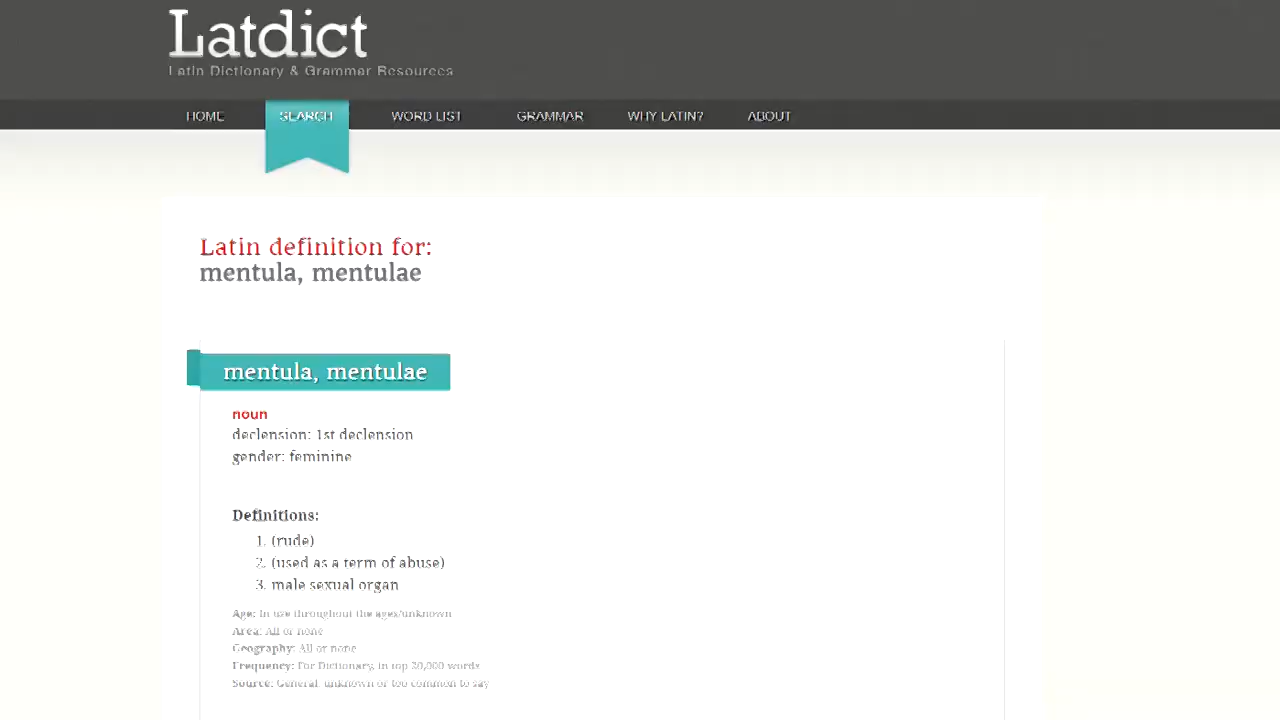 Latdict
Latin Dictionary & Grammar Resources
HOME SEARCH WORD LIST GRAMMAR WHY LATIN? ABOUT
Latin definition for:
mentula, mentulae
mentula, mentulae
noun
declension: 1st declension
gender: feminine
Definitions:
1. (rude)
2. (used as a term of abuse)
3. male sexual organ
Age: In use throughout the ages/unknown
Area: All or none
Geography: All or none
Frequency: For Dictionary, in top 20,000 words
Source: General, unknown or too common to say